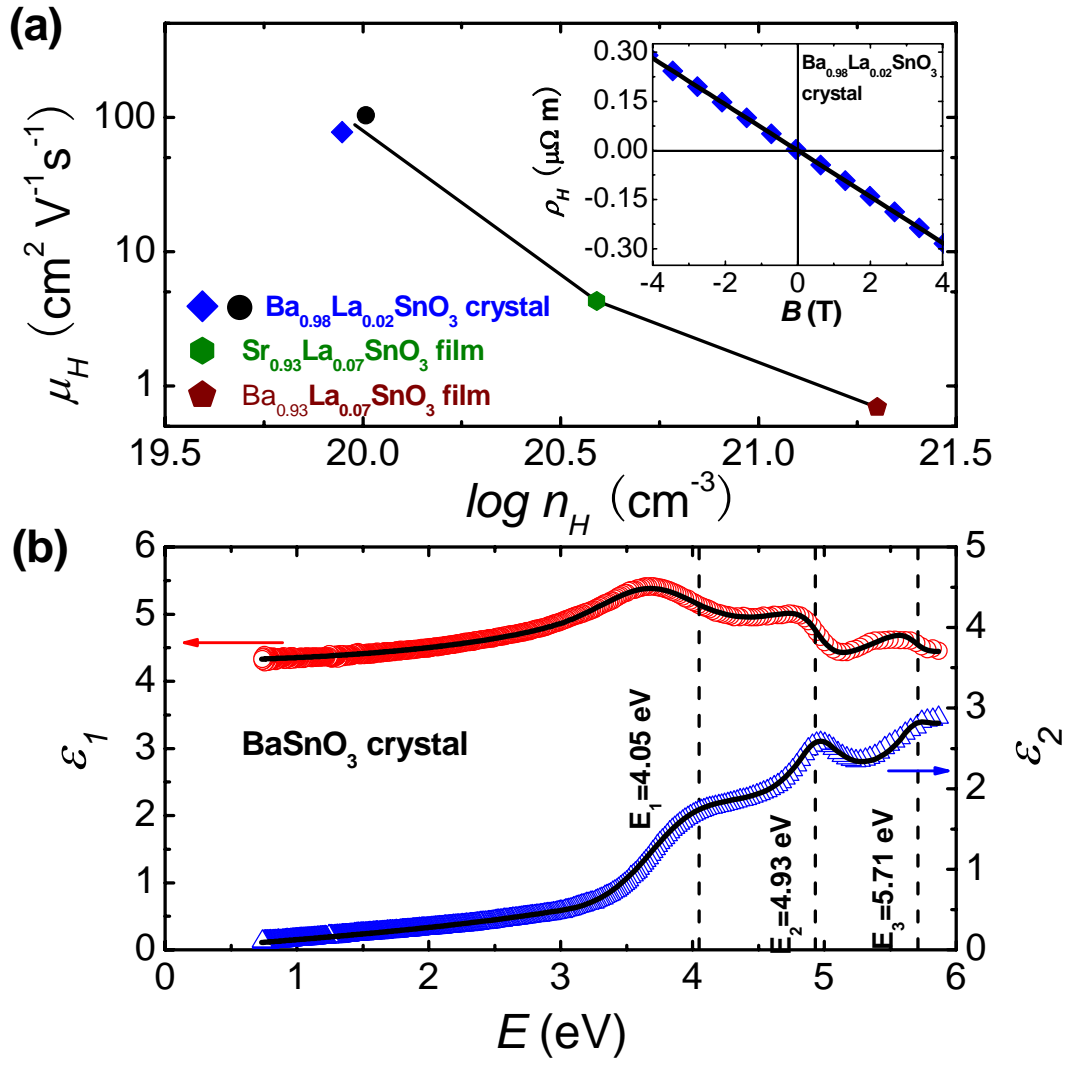 (a)
μH (cm2 V-1s-1)
100
10
1
Ba0.98La0.02SnO3 crystal
Sr0.93La0.07SnO3 film
Ba0.93La0.07SnO3 film
19.5 20.0 20.5 21.0 21.5
log nH (cm-3)
ρH (μΩ m)
0.30
0.15
0.00
-0.15
-0.30
Ba0.98La0.02SnO3
crystal
-4 -2 0 2 4
B (T)
(b)
ε1
6
5
4
3
2
1
0
BaSnO3 crystal
E1=4.05 eV
E2=4.93 eV
E3=5.71 eV
5
4
3
2
1
0
ε2
0 1 2 3 4 5 6
E (eV)